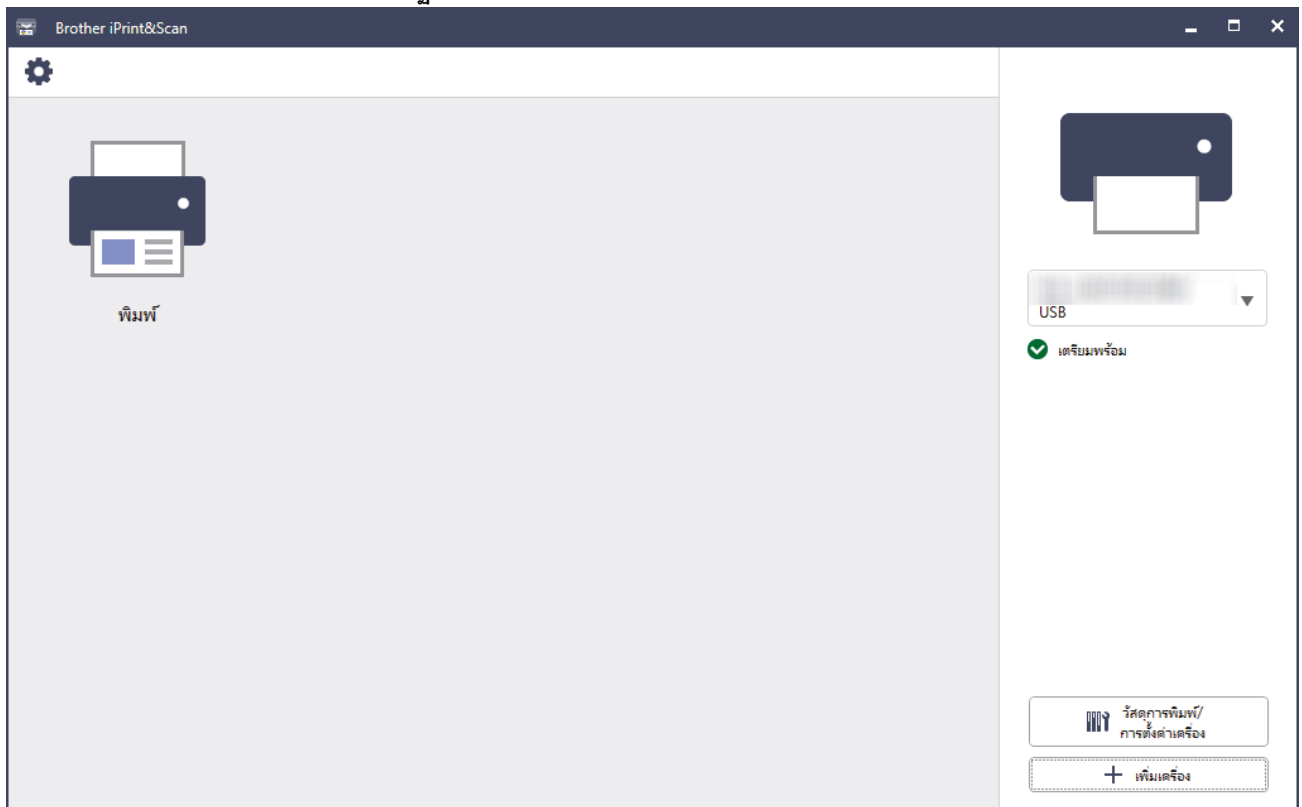 Brother iPrint&Scan
พิมพ์
USB
เตรียมพร้อม
วัสดุการพิมพ์/
การตั้งค่าเครื่อง
เพิ่มเครื่อง